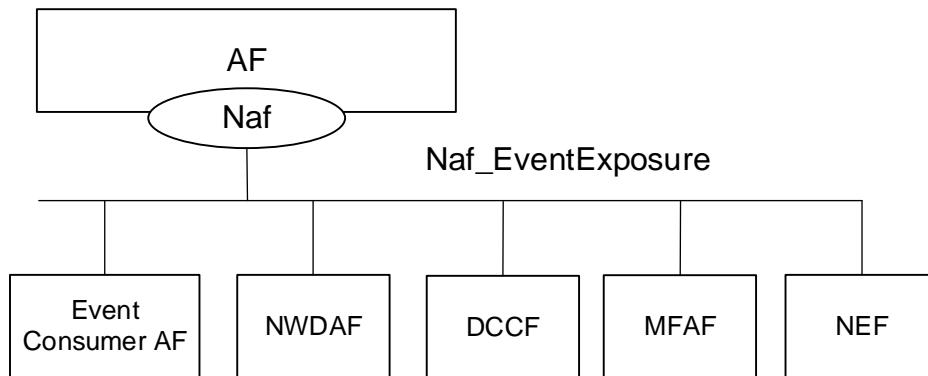 AF
Naf
Naf_EventExposure
Event
Consumer AF
NWDAF
DCCF
MFAF
NEF